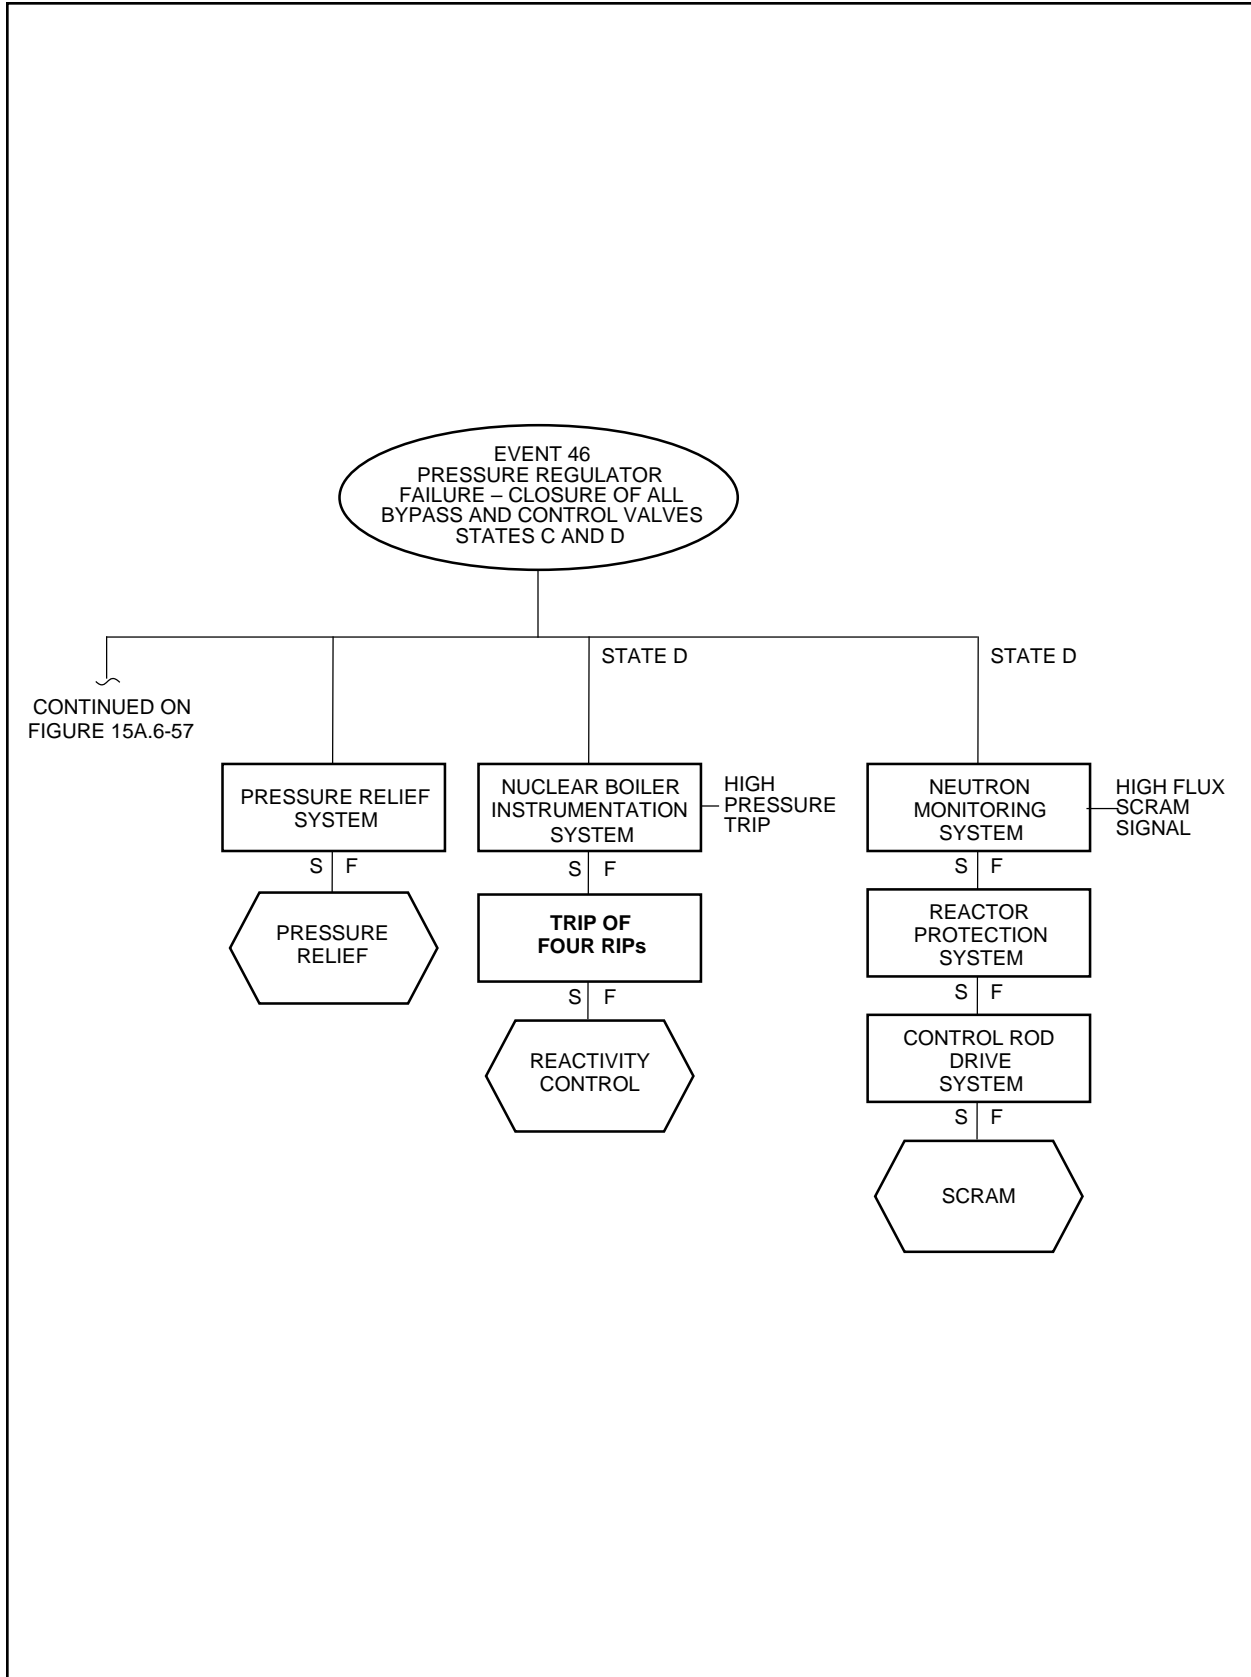 EVENT 46
PRESSURE REGULATOR
FAILURE – CLOSURE OF ALL
BYPASS AND CONTROL VALVES
STATES C AND D
STATE D
STATE D
CONTINUED ON
FIGURE 15A.6-57
PRESSURE RELIEF
SYSTEM
S F
PRESSURE
RELIEF
NUCLEAR BOILER
INSTRUMENTATION
SYSTEM
HIGH
PRESSURE
TRIP
S F
TRIP OF
FOUR RIPs
S F
REACTIVITY
CONTROL
NEUTRON
MONITORING
SYSTEM
HIGH FLUX
SCRAM
SIGNAL
S F
REACTOR
PROTECTION
SYSTEM
S F
CONTROL ROD
DRIVE
SYSTEM
S F
SCRAM